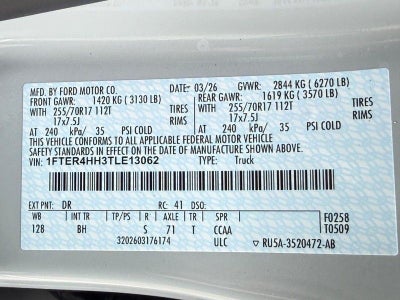 MFD. BY FORD MOTOR CO. DATE: 03/26 GVWR: 2844 KG ( 6270 LB)
FRONT GAWR: 1420 KG ( 3130 LB) REAR GAWR: 1619 KG ( 3570 LB)
255/70R17 112T TIRES 255/70R17 112T TIRES
17x7.5J RIMS 17x7.5J RIMS
AT 240 kPa/ 35 PSI COLD AT 240 kPa/ 35 PSI COLD
THIS VEHICLE CONFORMS TO ALL APPLICABLE FEDERAL MOTOR VEHICLE
SAFETY STANDARDS IN EFFECT ON THE DATE OF MANUFACTURE SHOWN ABOVE.
VIN: 1FTER4HH3TLE13062 TYPE: Truck
EXT PNT: DR RC: 41 DSO: F0258
WB INT TR TP/PS R AXLE TR SPR T0509
128 BH S 71 T CCAA
3202603176174 ULC RU5A-3520472-AB